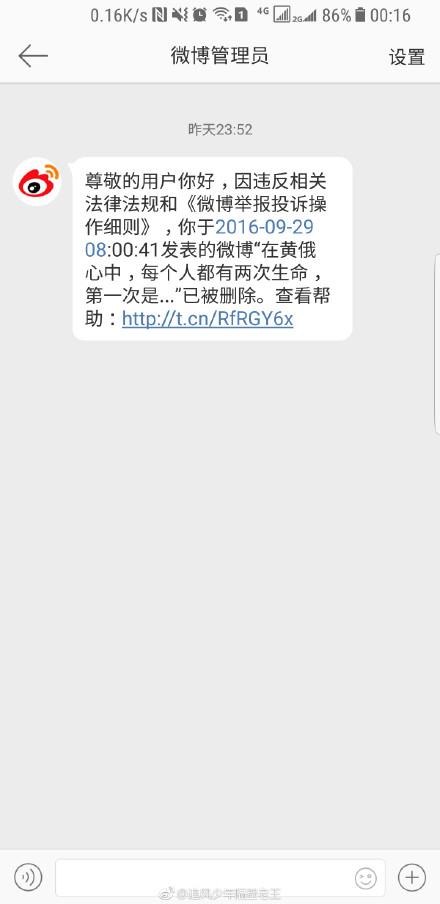 0.16K/s 1 4G 2G 86% 00:16
微博管理员
设置
昨天23:52
尊敬的用户你好，因违反相关
法律法规和《微博举报投诉操
作细则》，你于2016-09-29
08:00:41发表的微博“在黄俄
心中，每个人都有两次生命，
第一次是...”已被删除。查看帮
助：http://t.cn/RfRGY6x